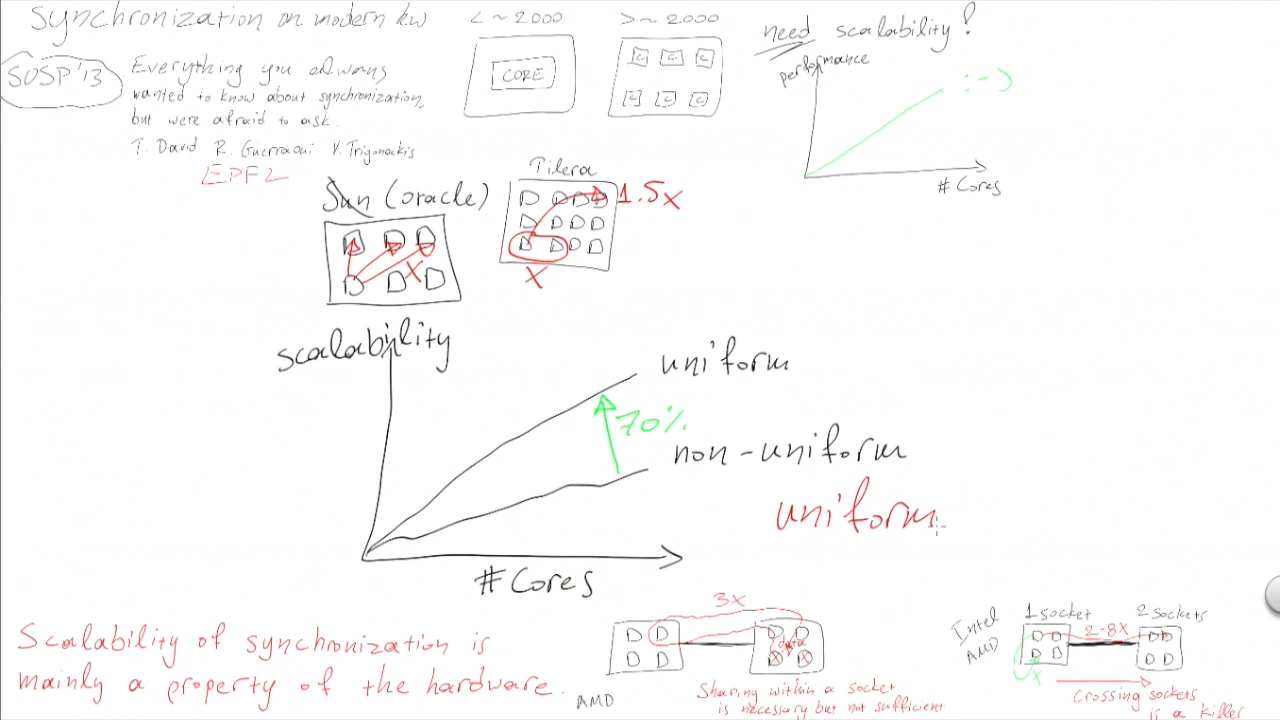 synchronization on modern hw
SOSP'13
Everything you always
wanted to know about synchronization,
but were afraid to ask.
T. David R. Guerraoui V. Trigonakis
EPFL
< ~ 2000
CORE
> ~ 2000
C C C
C C C
need scalability?
performance
:-)
# Cores
Sun (oracle)
X
Tilera
1.5x
X
scalability
uniform
70%
non-uniform
uniform
# Cores
Scalability of synchronization is
mainly a property of the hardware.
3x
data
X X
AMD
Sharing within a socket
is necessary but not sufficient
Intel
AMD
1 socket
2 sockets
2-8x
x
Crossing sockets
is a killer